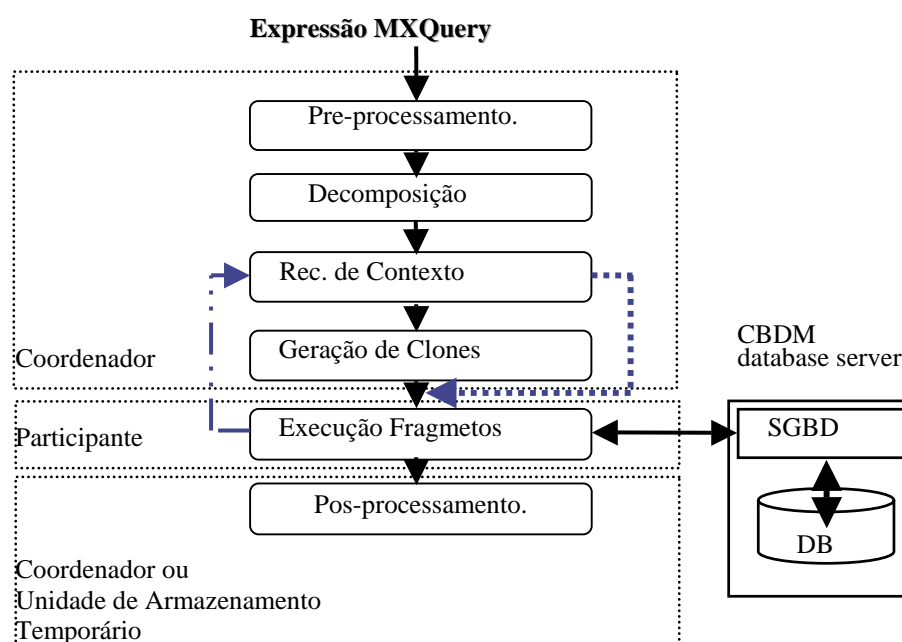 Expressão MXQuery
Pre-processamento.
Decomposição
Rec. de Contexto
Geração de Clones
Coordenador
CBDM
database server
Participante
Execução Fragmetos
SGBD
DB
Pos-processamento.
Coordenador ou
Unidade de Armazenamento
Temporário